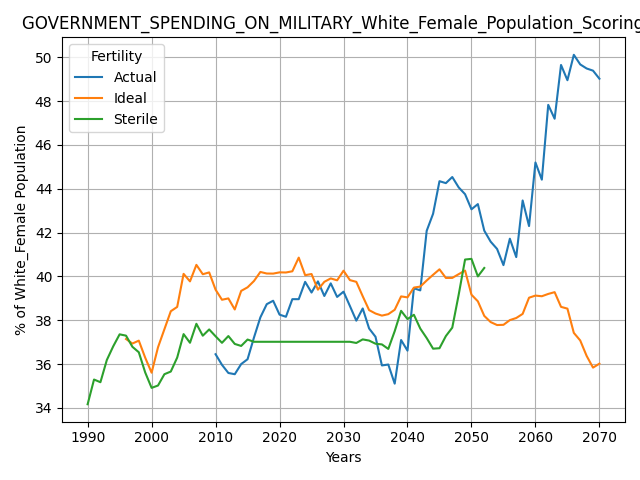 GOVERNMENT_SPENDING_ON_MILITARY_White_Female_Population_Scoring
Fertility
Actual
Ideal
Sterile
% of White_Female Population
50
48
46
44
42
40
38
36
34
1990 2000 2010 2020 2030 2040 2050 2060 2070
Years